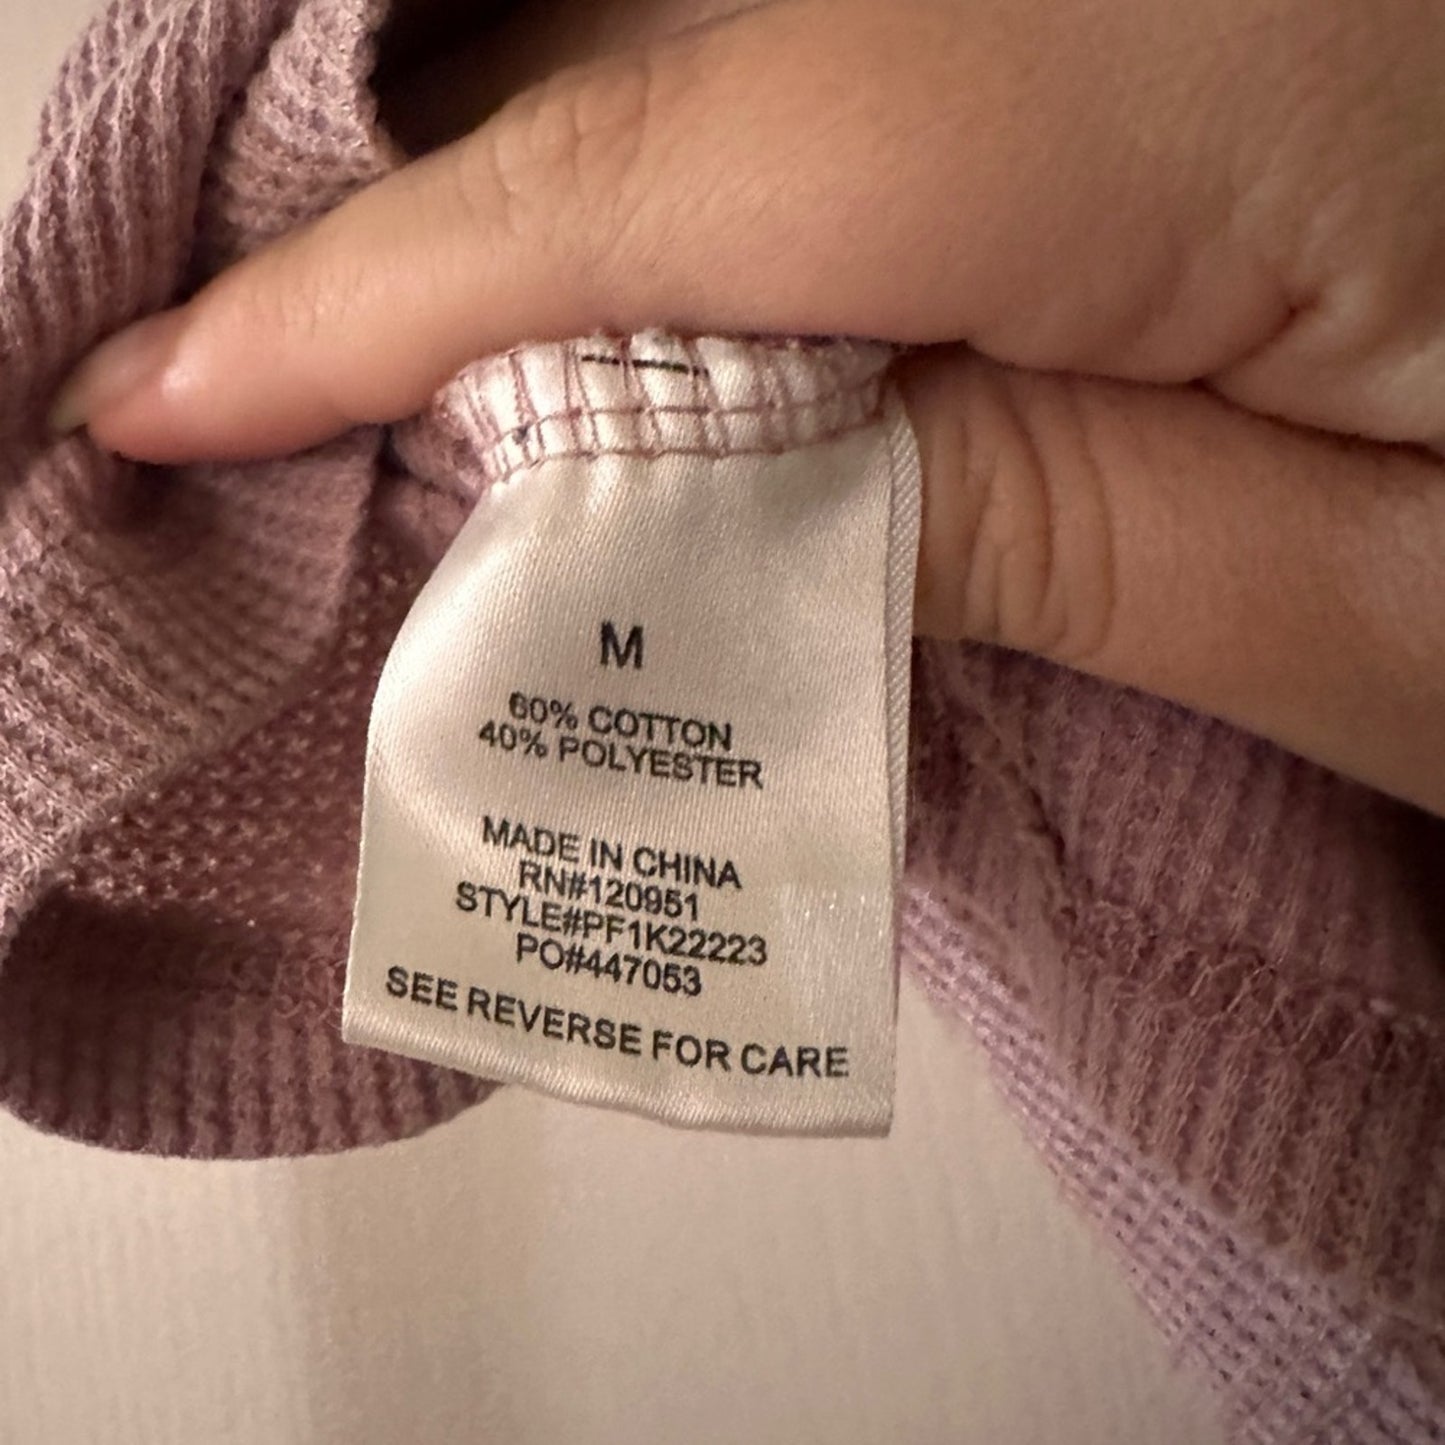 M
60% COTTON
40% POLYESTER
MADE IN CHINA
RN#120951
STYLE#PF1K22223
PO#447053
SEE REVERSE FOR CARE